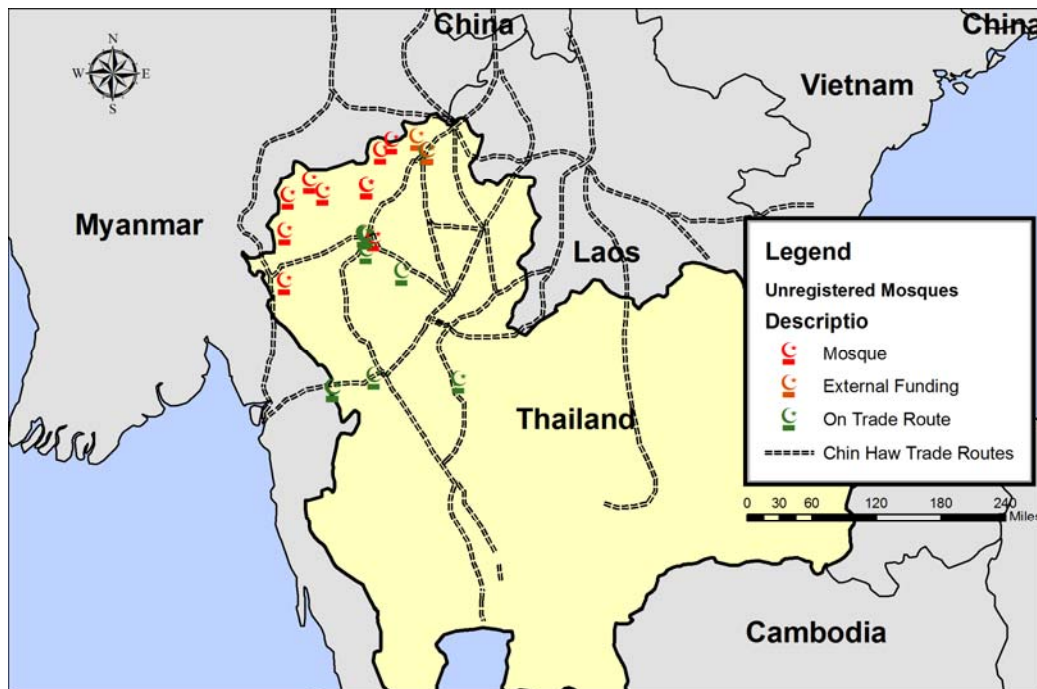 China
China
N
W
E
S
Vietnam
Myanmar
Laos
Thailand
Cambodia
Legend
Unregistered Mosques
Descriptio
Mosque
External Funding
On Trade Route
Chin Haw Trade Routes
0 30 60 120 180 240
Miles